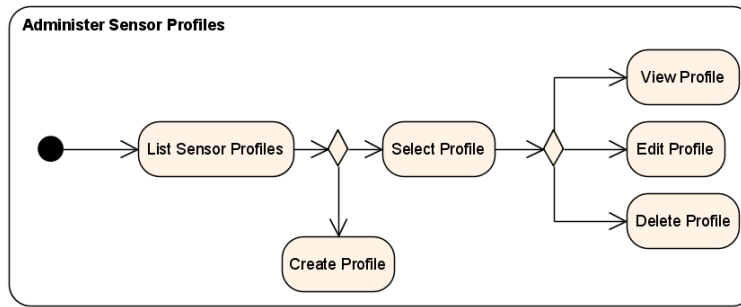 Administer Sensor Profiles
View Profile
List Sensor Profiles
Select Profile
Edit Profile
Delete Profile
Create Profile